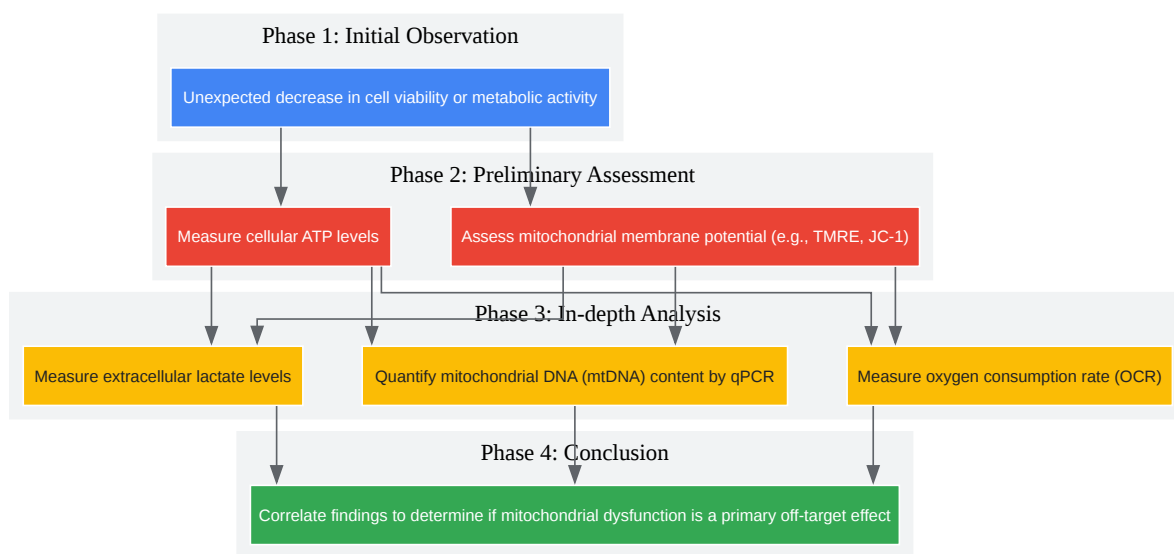 Phase 1: Initial Observation
Unexpected decrease in cell viability or metabolic activity
Phase 2: Preliminary Assessment
Measure cellular ATP levels
Assess mitochondrial membrane potential (e.g., TMRE, JC-1)
Phase 3: In-depth Analysis
Measure extracellular lactate levels
Quantify mitochondrial DNA (mtDNA) content by qPCR
Measure oxygen consumption rate (OCR)
Phase 4: Conclusion
Correlate findings to determine if mitochondrial dysfunction is a primary off-target effect